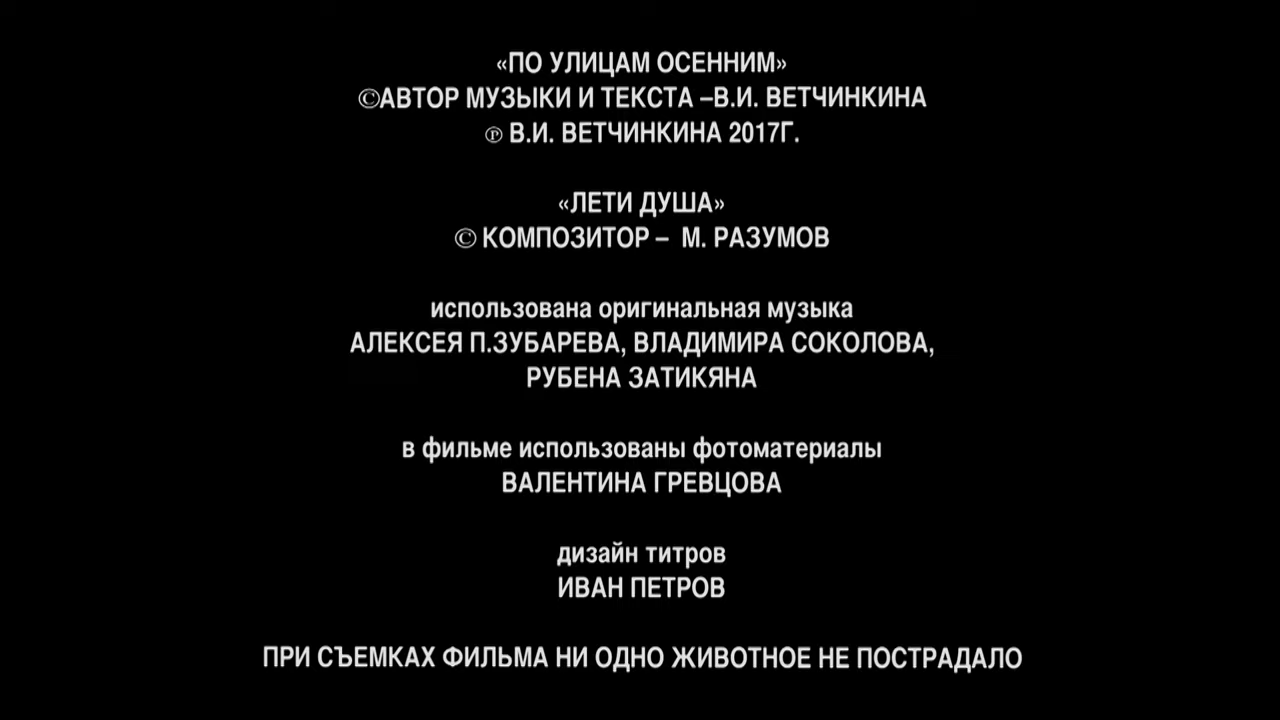 «ПО УЛИЦАМ ОСЕННИМ»
©АВТОР МУЗЫКИ И ТЕКСТА –В.И. ВЕТЧИНКИНА
℗ В.И. ВЕТЧИНКИНА 2017Г.
«ЛЕТИ ДУША»
© КОМПОЗИТОР – М. РАЗУМОВ
использована оригинальная музыка
АЛЕКСЕЯ П.ЗУБАРЕВА, ВЛАДИМИРА СОКОЛОВА,
РУБЕНА ЗАТИКЯНА
в фильме использованы фотоматериалы
ВАЛЕНТИНА ГРЕВЦОВА
дизайн титров
ИВАН ПЕТРОВ
ПРИ СЪЕМКАХ ФИЛЬМА НИ ОДНО ЖИВОТНОЕ НЕ ПОСТРАДАЛО